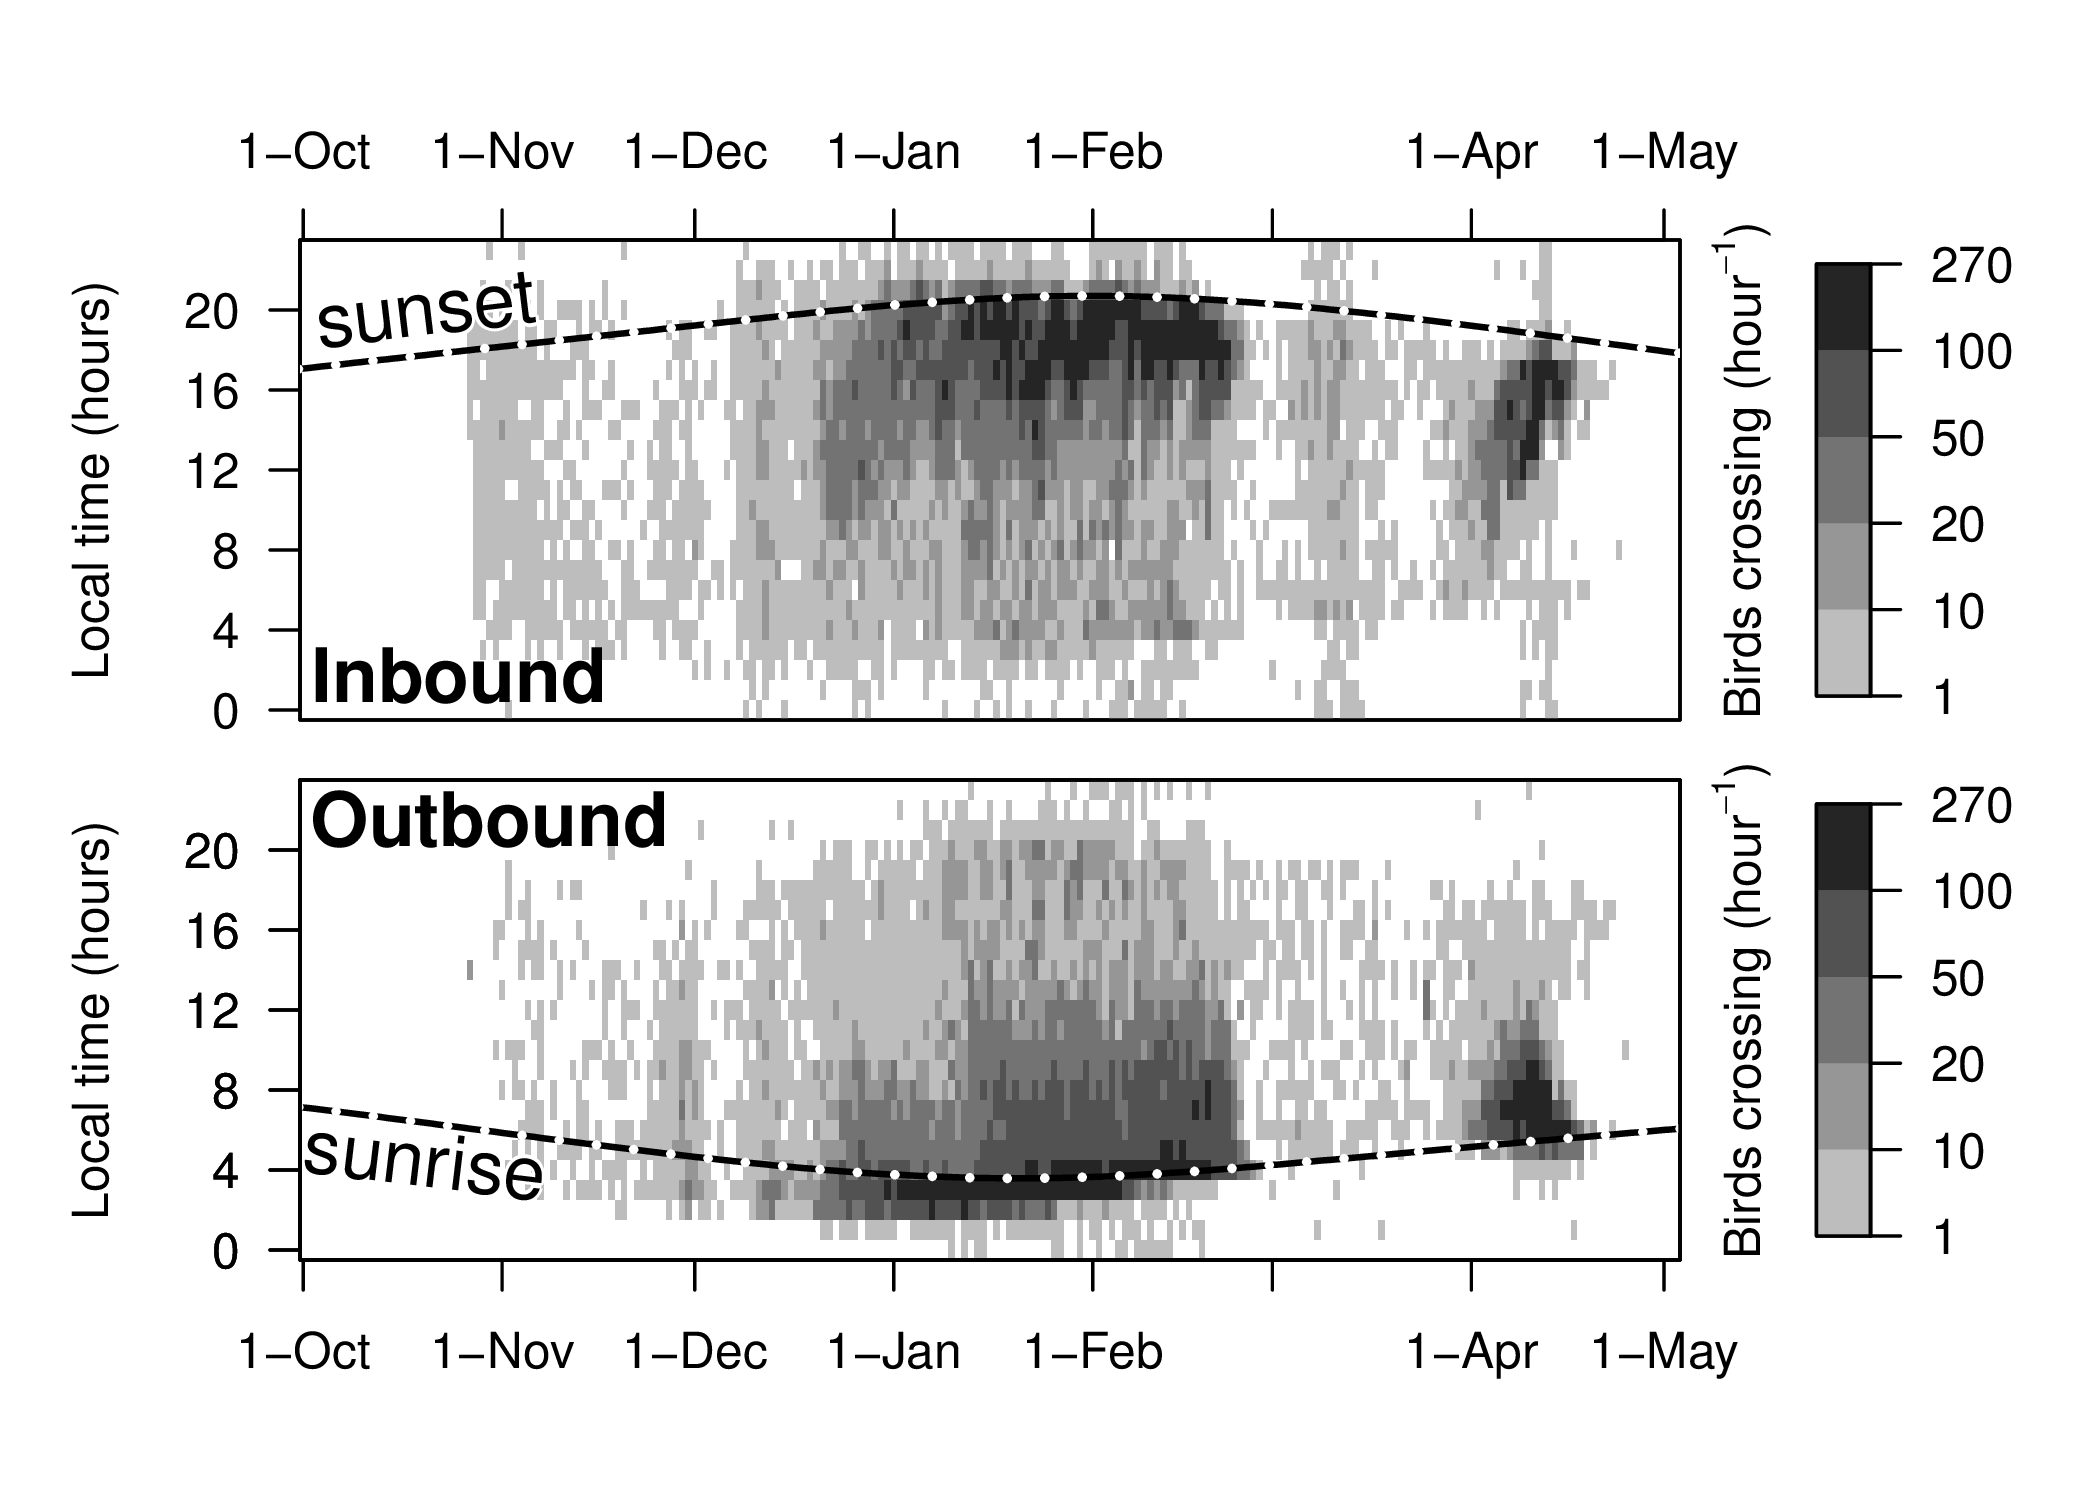 1–Oct 1–Nov 1–Dec 1–Jan 1–Feb 1–Apr 1–May
Local time (hours)
20
16
12
8
4
0
sunset
Inbound
Birds crossing (hour−1)
270
100
50
20
10
1
Local time (hours)
20
16
12
8
4
0
Outbound
sunrise
Birds crossing (hour−1)
270
100
50
20
10
1
1–Oct 1–Nov 1–Dec 1–Jan 1–Feb 1–Apr 1–May